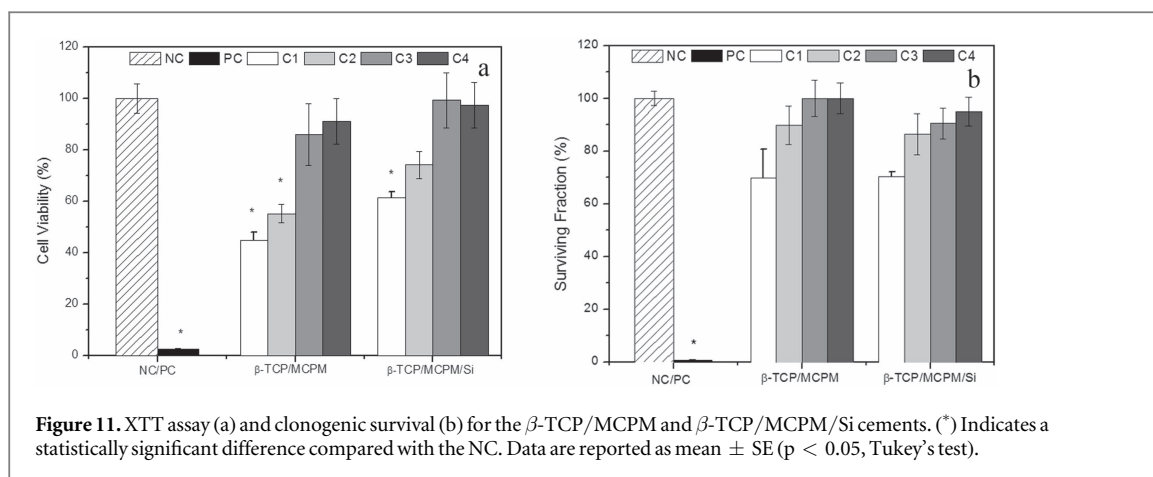 120
NC PC C1 C2 C3 C4
a
100
80
60
40
20
0
Cell Viability (%)
* * * *
NC/PC β-TCP/MCPM β-TCP/MCPM/Si
120
NC PC C1 C2 C3 C4
b
100
80
60
40
20
0
Surviving Fraction (%)
*
NC/PC β-TCP/MCPM β-TCP/MCPM/Si
Figure 11. XTT assay (a) and clonogenic survival (b) for the β-TCP/MCPM and β-TCP/MCPM/Si cements. (*) Indicates a
statistically significant difference compared with the NC. Data are reported as mean ± SE (p < 0.05, Tukey's test).